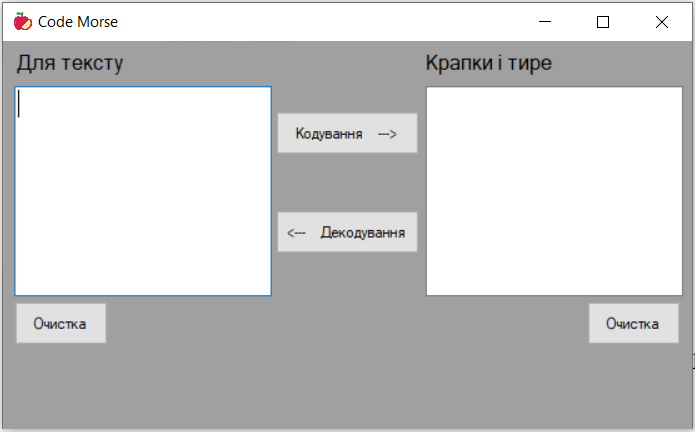 Code Morse
Для тексту
Крапки і тире
Кодування --->
<--- Декодування
Очистка
Очистка